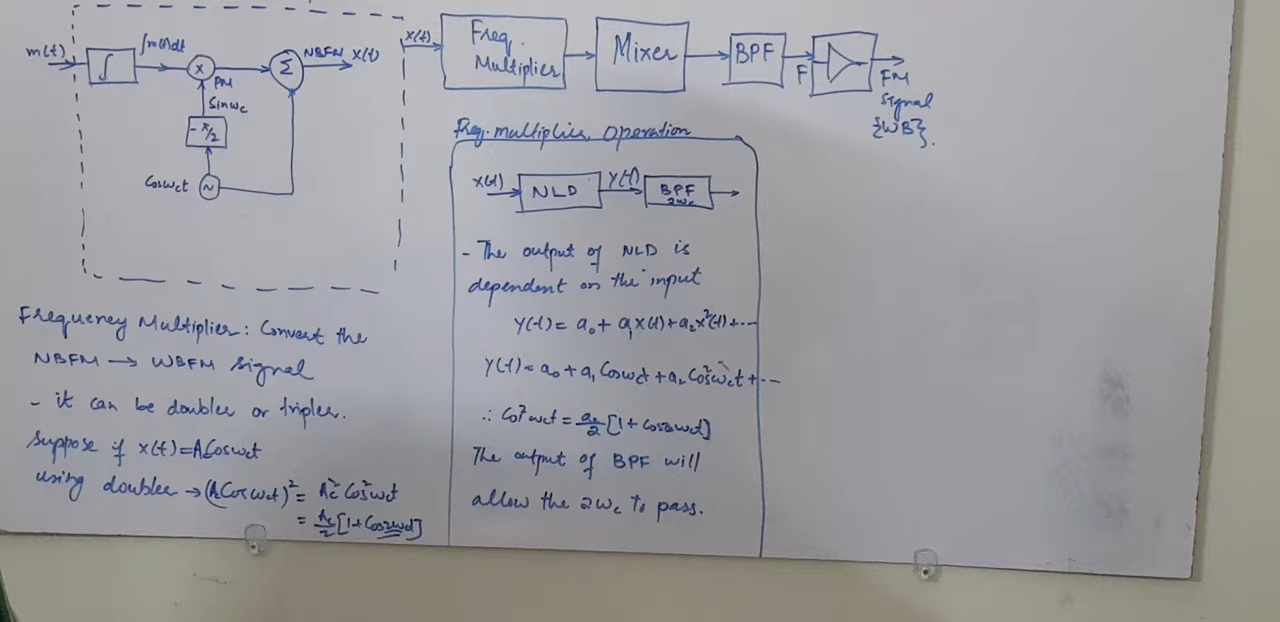 m(t)
∫
∫m(t)dt
×
PM
Sinωc
-π/2
Cosωct
~
Σ
NBFM x(t)
x(t)
Freq. Multiplier
Mixer
BPF
F
FM
signal
{WB}.
Frequency Multiplier: Convert the
NBFM → WBFM signal
- it can be doubler or tripler.
Suppose if x(t)=A Cosωct
using doubler → (AcCosωct)² = Ac² Cos²ωct
= Ac/2 [1+Cos2ωct]
Freq. multiplier operation
x(t)
NLD
y(t)
BPF
2ωc
- The output of NLD is
dependent on the input
y(t) = a₀ + a₁x(t) + a₂x²(t) + ---
y(t) = a₀ + a₁ Cosωct + a₂ Cos²ωct + ---
∴ Cos²ωct = a₂/2 [1 + Cos2ωct]
The output of BPF will
allow the 2ωc to pass.